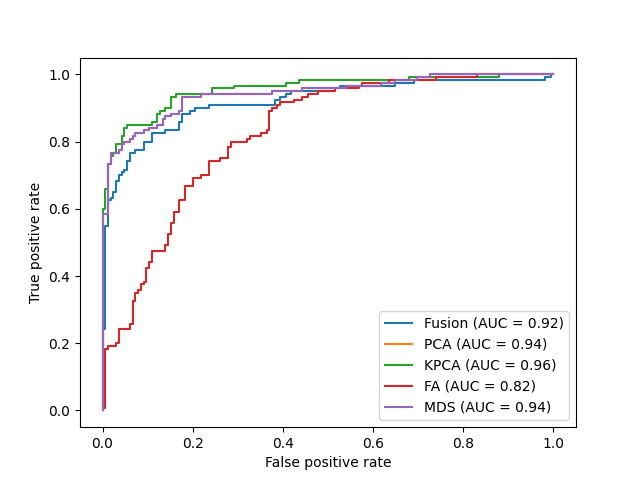 1.0
0.8
0.6
0.4
0.2
0.0
True positive rate
0.0 0.2 0.4 0.6 0.8 1.0
False positive rate
Fusion (AUC = 0.92)
PCA (AUC = 0.94)
KPCA (AUC = 0.96)
FA (AUC = 0.82)
MDS (AUC = 0.94)